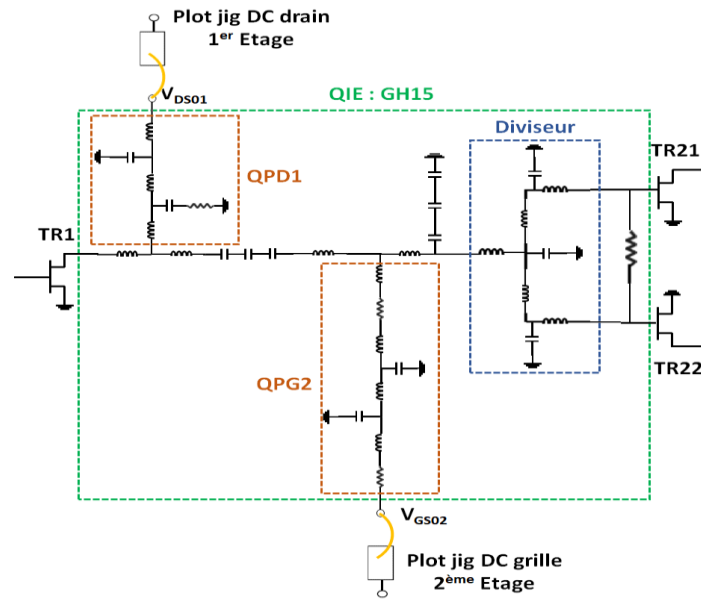 Plot jig DC drain
1er Etage
VDS01
QIE : GH15
Diviseur
TR21
QPD1
TR1
QPG2
TR22
VGS02
Plot jig DC grille
2ème Etage